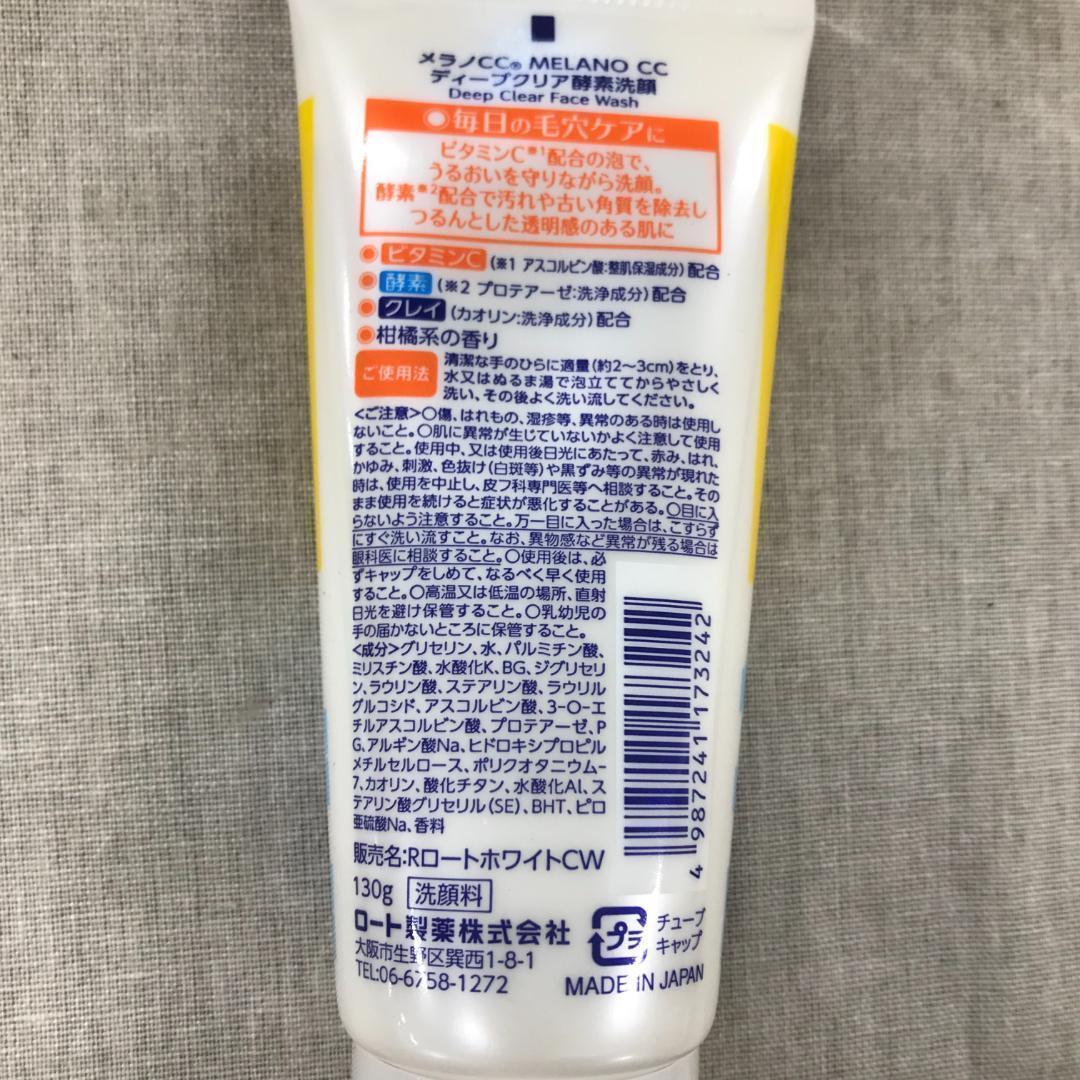 メラノCC® MELANO CC
ディープクリア酵素洗顔
Deep Clear Face Wash
◎毎日の毛穴ケアに
ビタミンC※1配合の泡で、
うるおいを守りながら洗顔。
酵素※2配合で汚れや古い角質を除去し
つるんとした透明感のある肌に
●ビタミンC(※1 アスコルビン酸:整肌保湿成分)配合
●酵素(※2 プロテアーゼ:洗浄成分)配合
●クレイ(カオリン:洗浄成分)配合
●柑橘系の香り
ご使用法
清潔な手のひらに適量(約2〜3cm)をとり、
水又はぬるま湯で泡立ててからやさしく
洗い、その後よく洗い流してください。
<ご注意>○傷、はれもの、湿疹等、異常のある時は使用し
ないこと。○肌に異常が生じていないかよく注意して使用
すること。使用中、又は使用後日光にあたって、赤み、はれ、
かゆみ、刺激、色抜け(白斑等)や黒ずみ等の異常が現れた
時は、使用を中止し、皮フ科専門医等へ相談すること。その
まま使用を続けると症状が悪化することがある。○目に入
らないよう注意すること。万一目に入った場合は、こすらず
にすぐ洗い流すこと。なお、異物感など異常が残る場合は
眼科医に相談すること。○使用後は、必
ずキャップをしめて、なるべく早く使用
すること。○高温又は低温の場所、直射
日光を避け保管すること。○乳幼児の
手の届かないところに保管すること。
<成分>グリセリン、水、パルミチン酸、
ミリスチン酸、水酸化K、BG、ジグリセリ
ン、ラウリン酸、ステアリン酸、ラウリル
グルコシド、アスコルビン酸、3-O-エ
チルアスコルビン酸、プロテアーゼ、P
G、アルギン酸Na、ヒドロキシプロピル
メチルセルロース、ポリクオタニウム-
7、カオリン、酸化チタン、水酸化Al、ス
テアリン酸グリセリル(SE)、BHT、ピロ
亜硫酸Na、香料
販売名:RロートホワイトCW
130g 洗顔料
ロート製薬株式会社
大阪市生野区巽西1-8-1
TEL:06-6758-1272
4 987241 173242
プラ
チューブ
キャップ
MADE IN JAPAN